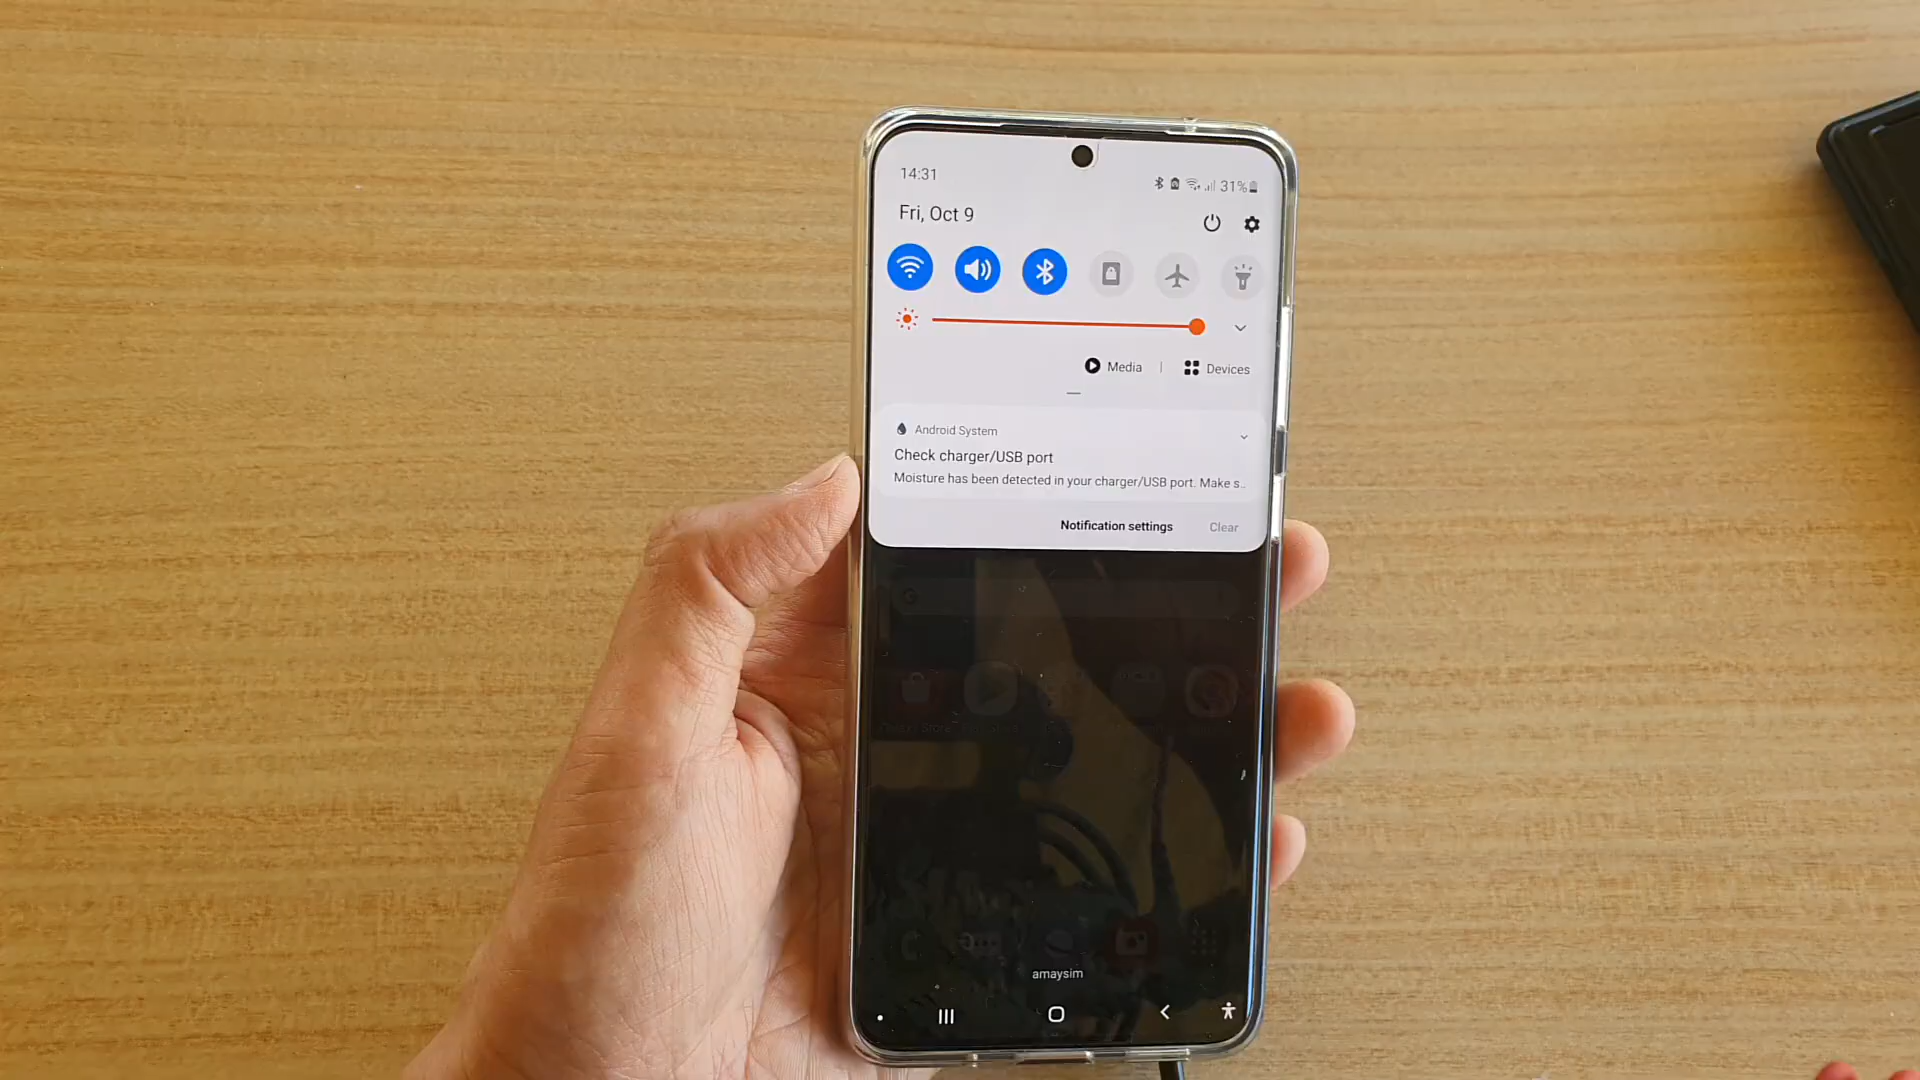 14:31
31%
Fri, Oct 9
Media
Devices
Android System
Check charger/USB port
Moisture has been detected in your charger/USB port. Make s..
Notification settings
Clear
amaysim